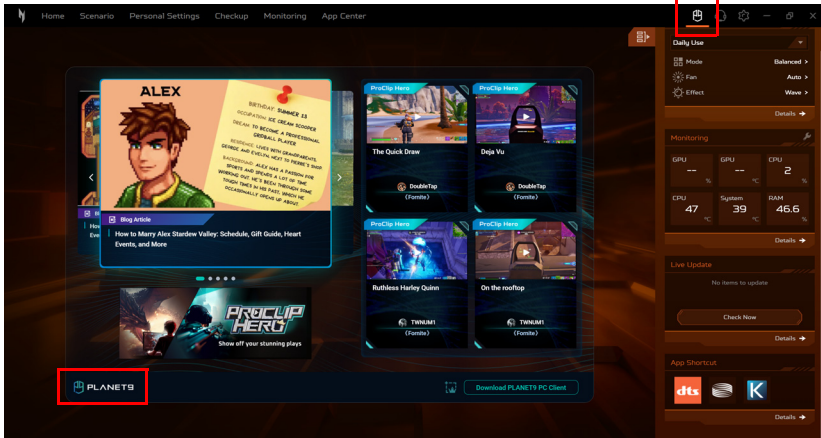 Home Scenario Personal Settings Checkup Monitoring App Center
ALEX
BIRTHDAY: SUMMER 13
OCCUPATION: ICE CREAM SCOOPER
DREAM: TO BECOME A PROFESSIONAL
GRIDBALL PLAYER
RESIDENCE: LIVES WITH GRANDPARENTS,
GEORGE AND EVELYN, NEXT TO PIERRE'S SHOP
BACKGROUND: ALEX HAS A PASSION FOR
SPORTS AND SPENDS A LOT OF TIME
WORKING OUT. HE'S BEEN THROUGH SOME
TOUGH TIMES IN HIS PAST, WHICH HE
OCCASIONALLY OPENS UP ABOUT
Blog Article
How to Marry Alex Stardew Valley: Schedule, Gift Guide, Heart
Events, and More
Bl
How
Eve
PROCLIP
HERO
Show off your stunning plays
ProClip Hero
The Quick Draw
DoubleTap
(Fornite)
ProClip Hero
Deja Vu
DoubleTap
(Fornite)
ProClip Hero
Ruthless Harley Quinn
TWNUM1
(Fornite)
ProClip Hero
On the rooftop
TWNUM1
(Fornite)
PLANET9
Download PLANET9 PC Client
Daily Use
Mode Balanced >
Fan Auto >
Effect Wave >
Details
Monitoring
GPU -- %
GPU -- °C
CPU 2 %
CPU 47 °C
System 39 °C
RAM 46.6 %
Details
Live Update
No items to update
Check Now
Details
App Shortcut
dts
K
Details